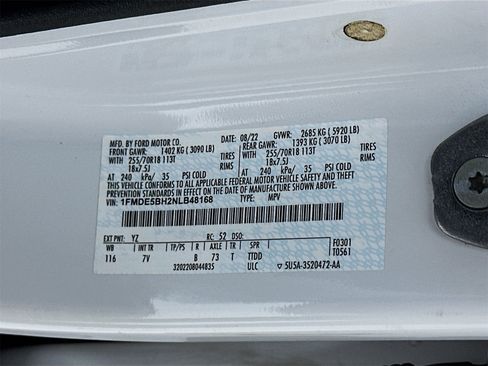 MFD. BY FORD MOTOR CO. 08/22 GVWR: 2685 KG ( 5920 LB)
FRONT GAWR: 1402 KG ( 3090 LB) REAR GAWR: 1393 KG ( 3070 LB)
WITH 255/70R18 113T TIRES WITH 255/70R18 113T TIRES
18x7.5J RIMS 18x7.5J RIMS
AT 240 kPa/ 35 PSI COLD AT 240 kPa/ 35 PSI COLD
THIS VEHICLE CONFORMS TO ALL APPLICABLE FEDERAL MOTOR VEHICLE SAFETY AND THEFT PREVENTION STANDARDS IN EFFECT ON THE DATE OF MANUFACTURE SHOWN ABOVE.
VIN: 1FMDE5BH2NLB48168 TYPE: MPV
EXT PNT: YZ RC: 52 DSO: F0301
WB INT TR TP/PS R AXLE TR SPR T0561
116 7V B 73 T TTDD
3202208044835 ULC 5U5A-3520472-AA